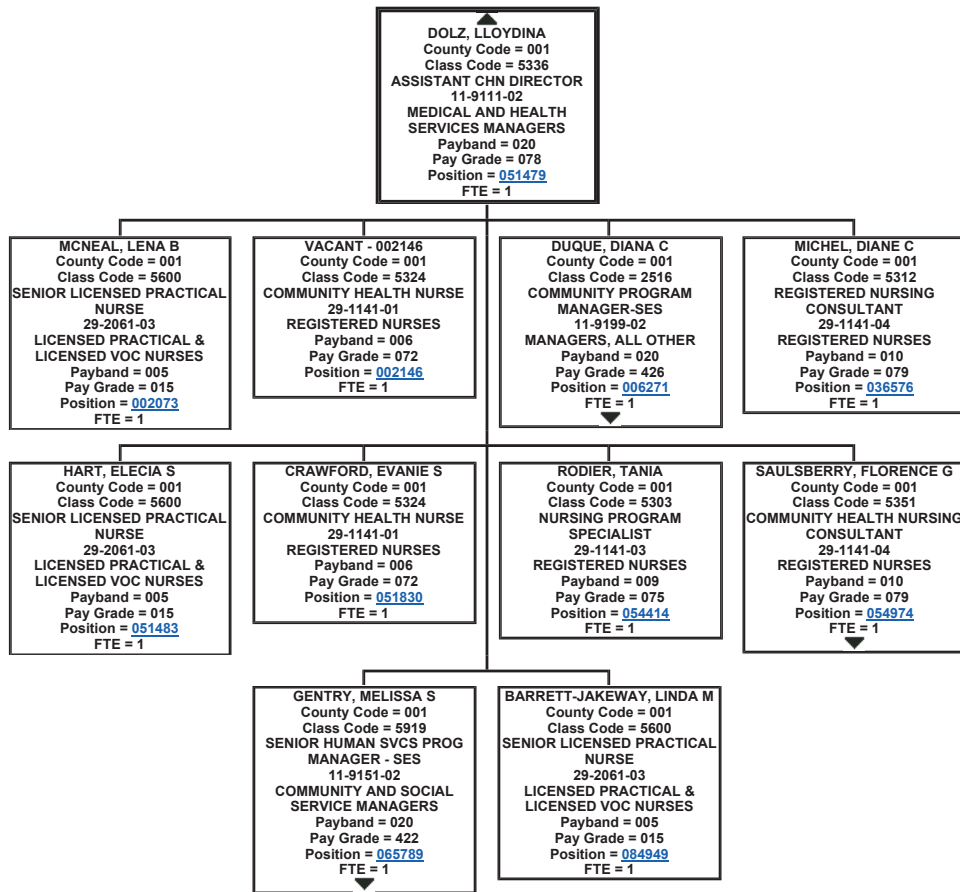 DOLZ, LLOYDINA
County Code = 001
Class Code = 5336
ASSISTANT CHN DIRECTOR
11-9111-02
MEDICAL AND HEALTH
SERVICES MANAGERS
Payband = 020
Pay Grade = 078
Position = 051479
FTE = 1
MCNEAL, LENA B
County Code = 001
Class Code = 5600
SENIOR LICENSED PRACTICAL
NURSE
29-2061-03
LICENSED PRACTICAL &
LICENSED VOC NURSES
Payband = 005
Pay Grade = 015
Position = 002073
FTE = 1
VACANT - 002146
County Code = 001
Class Code = 5324
COMMUNITY HEALTH NURSE
29-1141-01
REGISTERED NURSES
Payband = 006
Pay Grade = 072
Position = 002146
FTE = 1
DUQUE, DIANA C
County Code = 001
Class Code = 2516
COMMUNITY PROGRAM
MANAGER-SES
11-9199-02
MANAGERS, ALL OTHER
Payband = 020
Pay Grade = 426
Position = 006271
FTE = 1
MICHEL, DIANE C
County Code = 001
Class Code = 5312
REGISTERED NURSING
CONSULTANT
29-1141-04
REGISTERED NURSES
Payband = 010
Pay Grade = 079
Position = 036576
FTE = 1
HART, ELECIA S
County Code = 001
Class Code = 5600
SENIOR LICENSED PRACTICAL
NURSE
29-2061-03
LICENSED PRACTICAL &
LICENSED VOC NURSES
Payband = 005
Pay Grade = 015
Position = 051483
FTE = 1
CRAWFORD, EVANIE S
County Code = 001
Class Code = 5324
COMMUNITY HEALTH NURSE
29-1141-01
REGISTERED NURSES
Payband = 006
Pay Grade = 072
Position = 051830
FTE = 1
RODIER, TANIA
County Code = 001
Class Code = 5303
NURSING PROGRAM
SPECIALIST
29-1141-03
REGISTERED NURSES
Payband = 009
Pay Grade = 075
Position = 054414
FTE = 1
SAULSBERRY, FLORENCE G
County Code = 001
Class Code = 5351
COMMUNITY HEALTH NURSING
CONSULTANT
29-1141-04
REGISTERED NURSES
Payband = 010
Pay Grade = 079
Position = 054974
FTE = 1
GENTRY, MELISSA S
County Code = 001
Class Code = 5919
SENIOR HUMAN SVCS PROG
MANAGER - SES
11-9151-02
COMMUNITY AND SOCIAL
SERVICE MANAGERS
Payband = 020
Pay Grade = 422
Position = 065789
FTE = 1
BARRETT-JAKEWAY, LINDA M
County Code = 001
Class Code = 5600
SENIOR LICENSED PRACTICAL
NURSE
29-2061-03
LICENSED PRACTICAL &
LICENSED VOC NURSES
Payband = 005
Pay Grade = 015
Position = 084949
FTE = 1